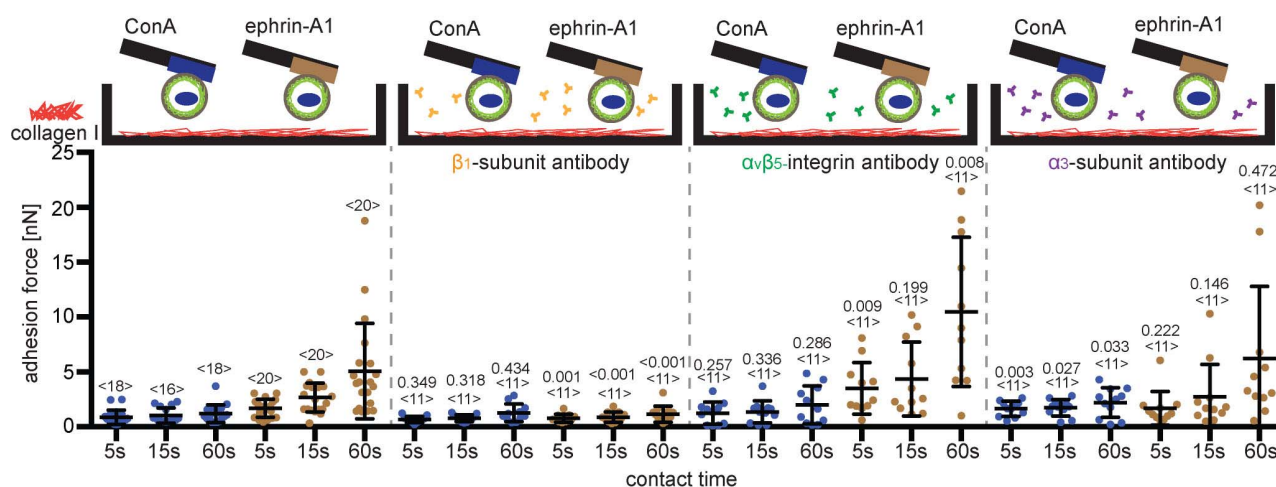 ConA ephrin-A1 ConA ephrin-A1 ConA ephrin-A1 ConA ephrin-A1
collagen I
β1-subunit antibody αvβ5-integrin antibody α3-subunit antibody
adhesion force [nN]
25
20
15
10
5
0
<18> <16> <18> <20> <20> <20>
0.349 0.318 0.434 0.001 <0.001 <0.001
<11> <11> <11> <11> <11> <11>
0.257 0.336 0.286 0.009 0.199 0.008
<11> <11> <11> <11> <11> <11>
0.003 0.027 0.033 0.222 0.146 0.472
<11> <11> <11> <11> <11> <11>
5s 15s 60s 5s 15s 60s 5s 15s 60s 5s 15s 60s 5s 15s 60s 5s 15s 60s 5s 15s 60s 5s 15s 60s
contact time